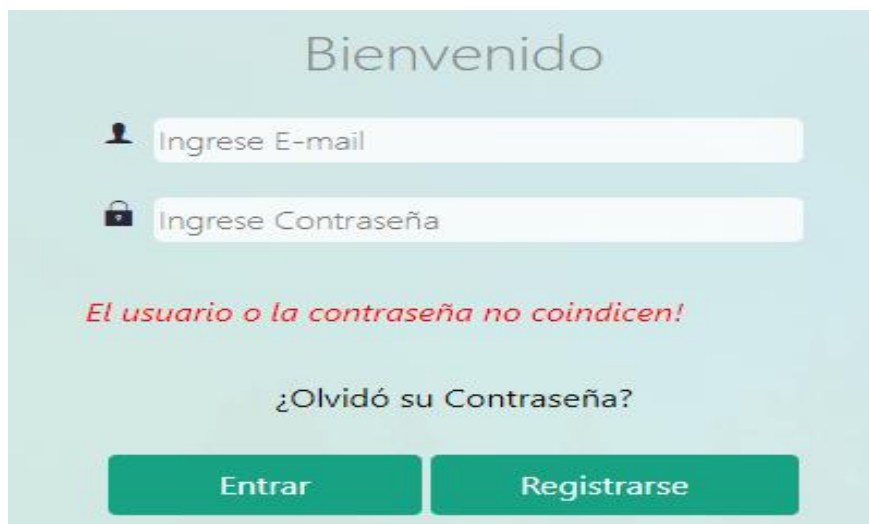 Bienvenido
Ingrese E-mail
Ingrese Contraseña
El usuario o la contraseña no coindicen!
¿Olvidó su Contraseña?
Entrar Registrarse